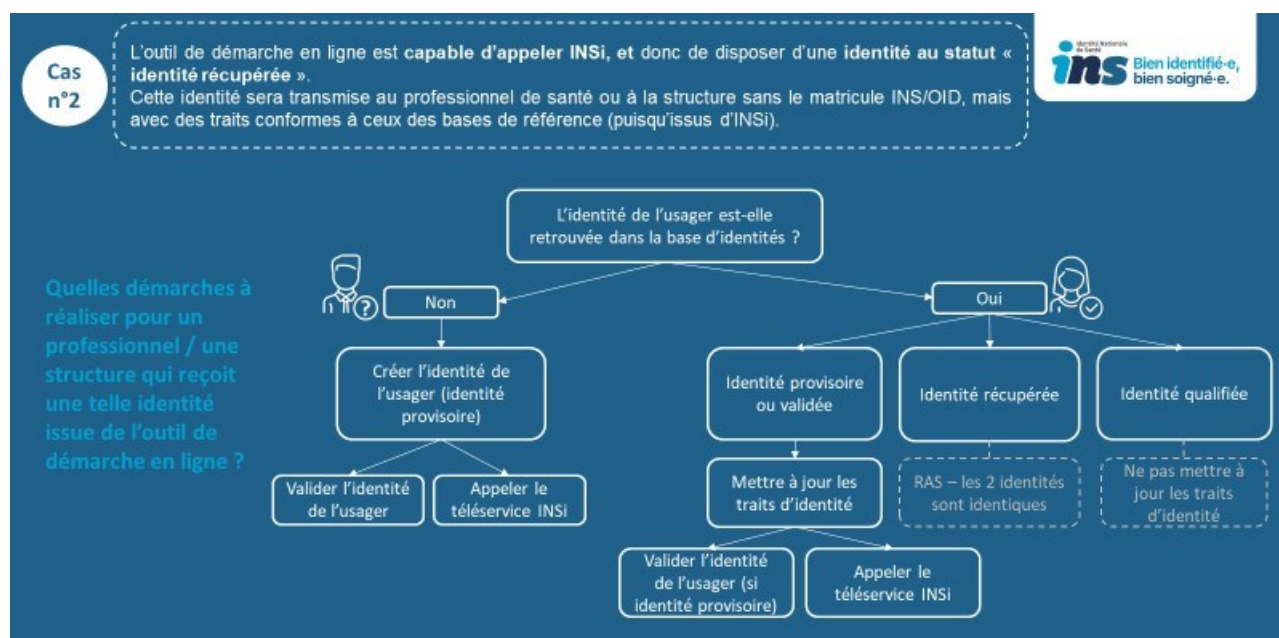 Cas
n°2
L'outil de démarche en ligne est capable d'appeler INSi, et donc de disposer d'une identité au statut «
identité récupérée ».
Cette identité sera transmise au professionnel de santé ou à la structure sans le matricule INS/OID, mais
avec des traits conformes à ceux des bases de référence (puisqu'issus d'INSi).
Identité Nationale
de Santé
ins
Bien identifié·e,
bien soigné·e.
L'identité de l'usager est-elle
retrouvée dans la base d'identités ?
Quelles démarches à
réaliser pour un
professionnel / une
structure qui reçoit
une telle identité
issue de l'outil de
démarche en ligne ?
Non
Oui
Créer l'identité de
l'usager (identité
provisoire)
Valider l'identité
de l'usager
Appeler le
téléservice INSi
Identité provisoire
ou validée
Identité récupérée
Identité qualifiée
Mettre à jour les
traits d'identité
RAS – les 2 identités
sont identiques
Ne pas mettre à
jour les traits
d'identité
Valider l'identité
de l'usager (si
identité provisoire)
Appeler le
téléservice INSi